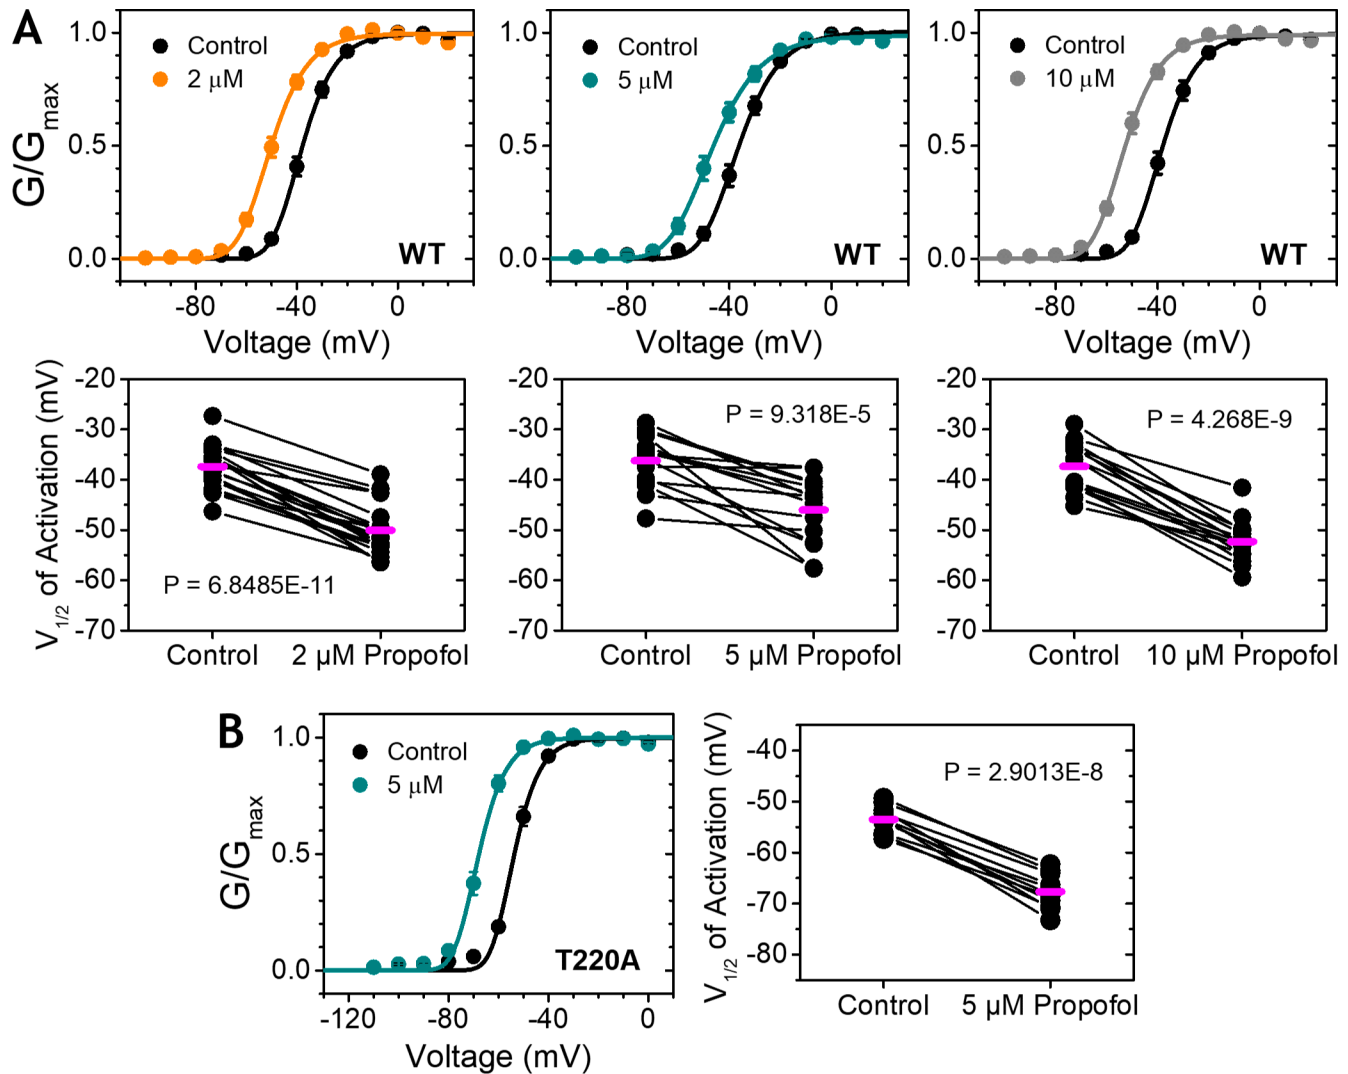 A
1.0
0.5
0.0
G/Gmax
Control
2 μM
WT
-80
-40
0
Voltage (mV)
1.0
0.5
0.0
Control
5 μM
WT
-80
-40
0
Voltage (mV)
1.0
0.5
0.0
Control
10 μM
WT
-80
-40
0
Voltage (mV)
V1/2 of Activation (mV)
-20
-30
-40
-50
-60
-70
P = 6.8485E-11
Control
2 μM Propofol
-20
-30
-40
-50
-60
-70
P = 9.318E-5
Control
5 μM Propofol
-20
-30
-40
-50
-60
-70
P = 4.268E-9
Control
10 μM Propofol
B
1.0
0.5
0.0
G/Gmax
Control
5 μM
T220A
-120
-80
-40
0
Voltage (mV)
V1/2 of Activation (mV)
-40
-50
-60
-70
-80
P = 2.9013E-8
Control
5 μM Propofol